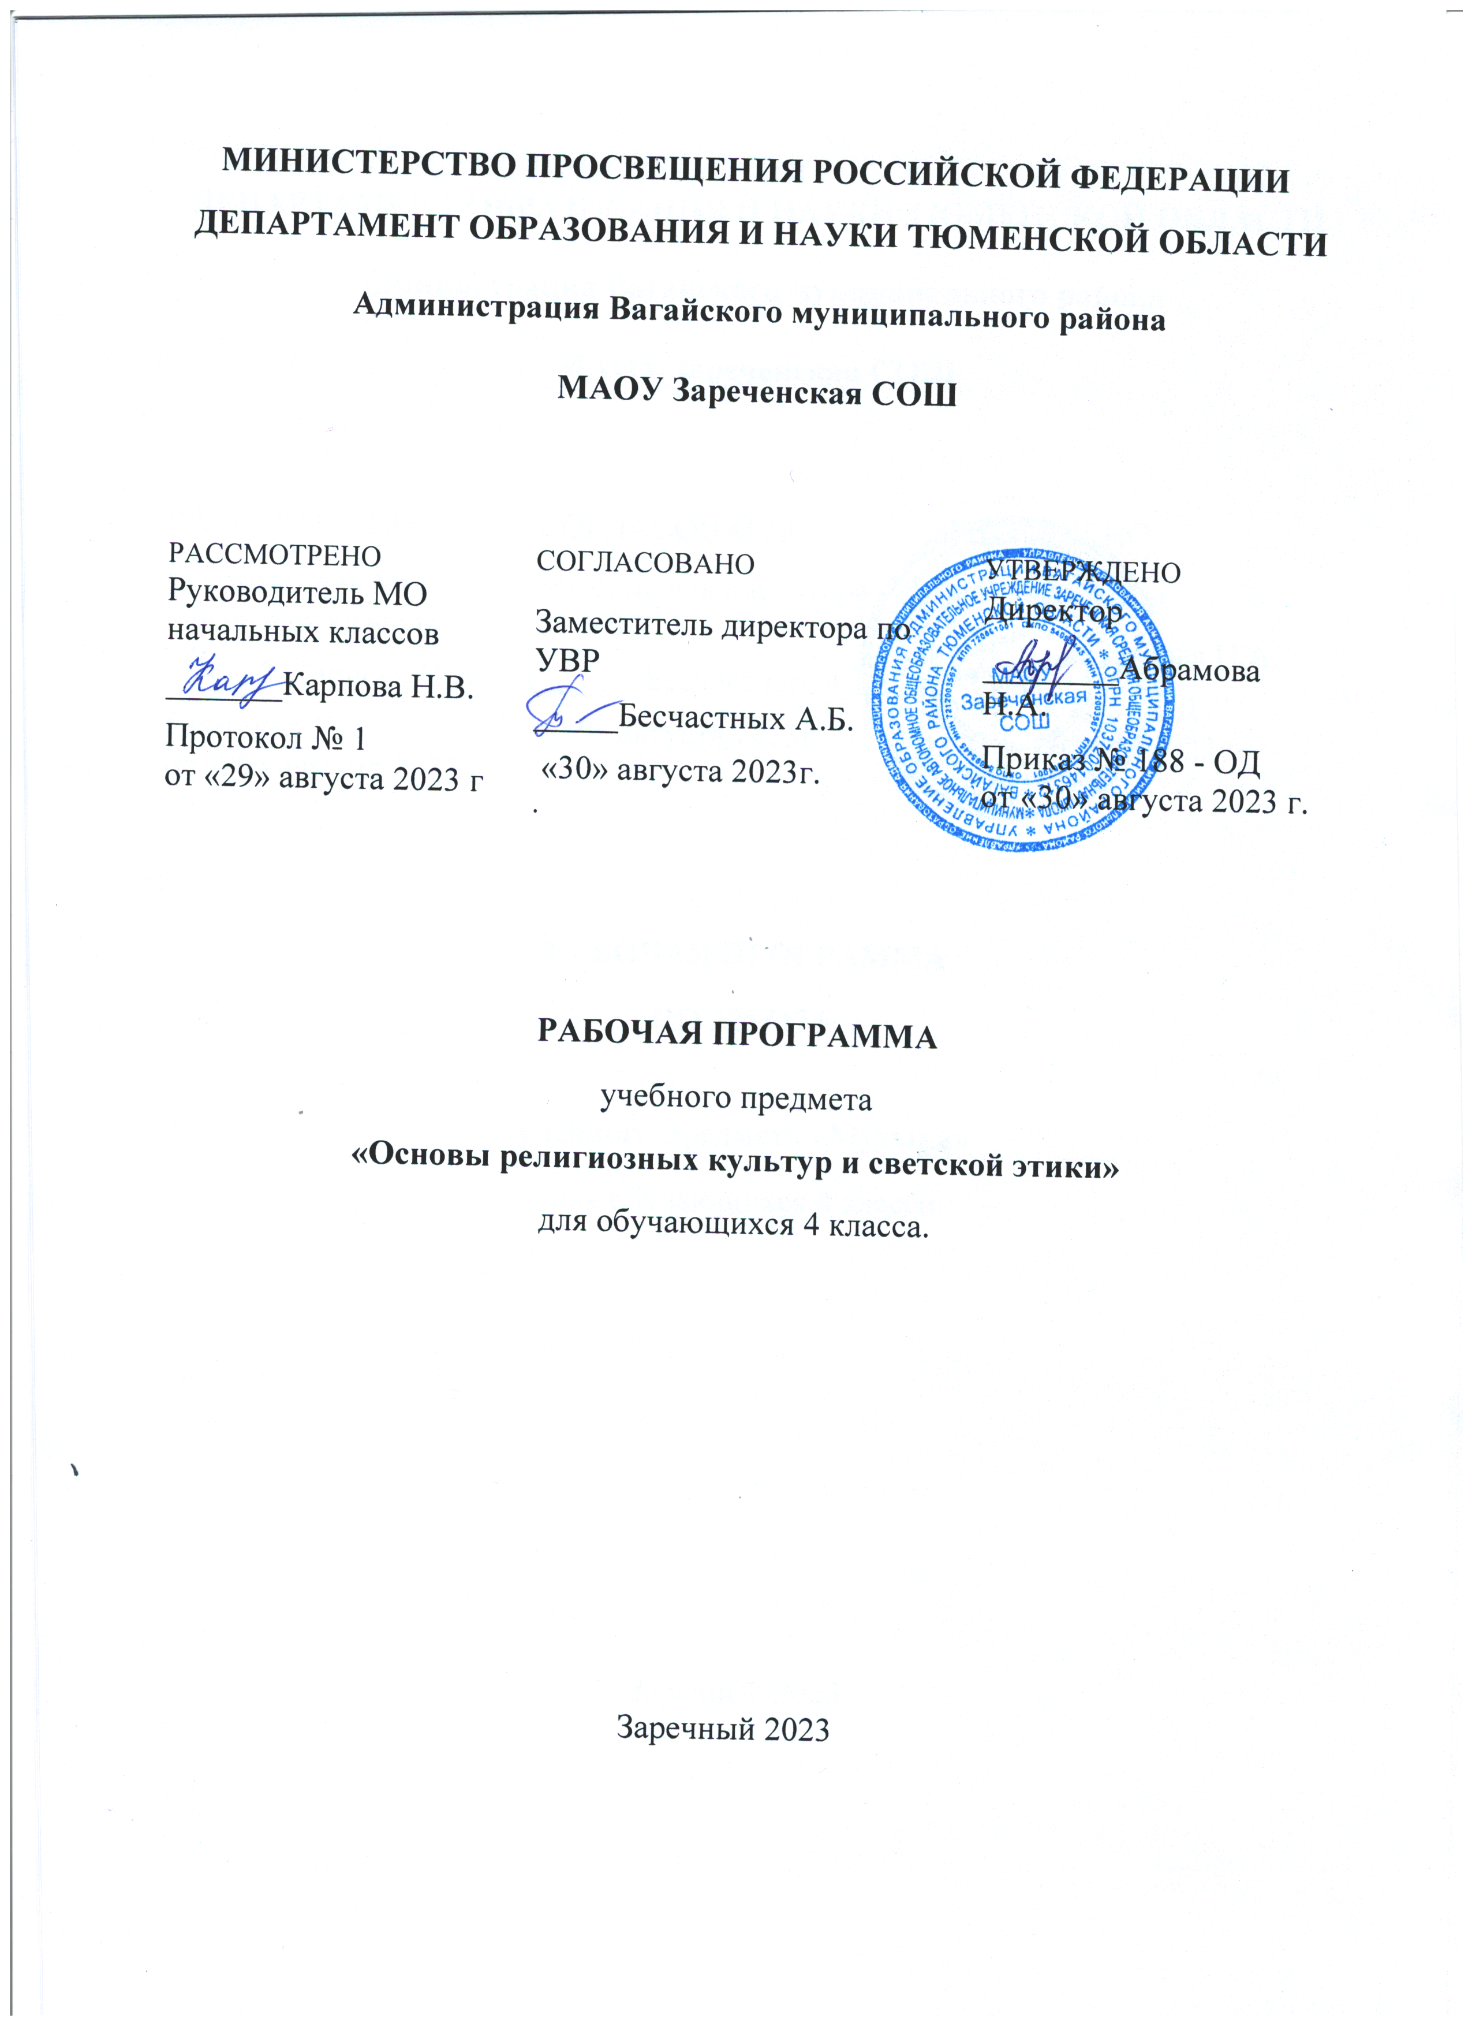 МИНИСТЕРСТВО ПРОСВЕЩЕНИЯ РОССИЙСКОЙ ФЕДЕРАЦИИ
ДЕПАРТАМЕНТ ОБРАЗОВАНИЯ И НАУКИ ТЮМЕНСКОЙ ОБЛАСТИ
Администрация Вагайского муниципального района
МАОУ Зареченская СОШ
РАССМОТРЕНО
Руководитель МО
начальных классов
Карпова Н.В.
Протокол № 1
от «29» августа 2023 г
СОГЛАСОВАНО
Заместитель директора по
УВР
Бесчастных А.Б.
«30» августа 2023г.
.
УТВЕРЖДЕНО
Директор
Абрамова
Н.А.
Приказ № 188 - ОД
от «30» августа 2023 г.
МАОУ
Зареченская
СОШ
РАБОЧАЯ ПРОГРАММА
учебного предмета
«Основы религиозных культур и светской этики»
для обучающихся 4 класса.
Заречный 2023